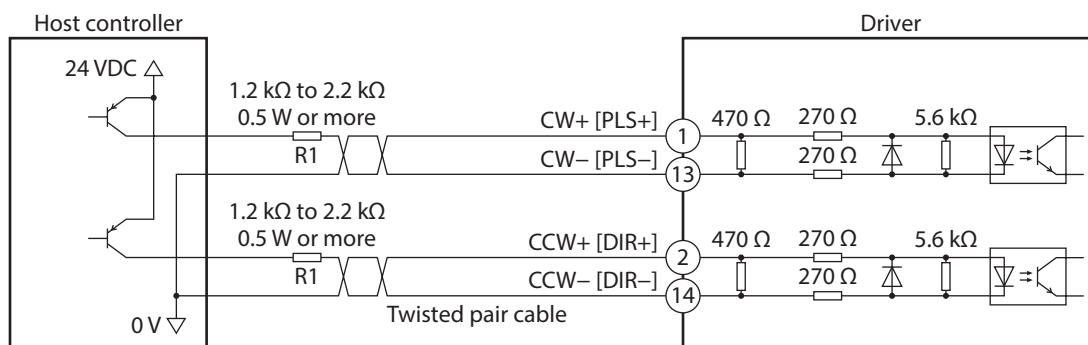 Host controller
Driver
24 VDC
1.2 kΩ to 2.2 kΩ
0.5 W or more
R1
CW+ [PLS+]
1
470 Ω
270 Ω
5.6 kΩ
CW− [PLS−]
13
270 Ω
1.2 kΩ to 2.2 kΩ
0.5 W or more
R1
CCW+ [DIR+]
2
470 Ω
270 Ω
5.6 kΩ
CCW− [DIR−]
14
270 Ω
0 V
Twisted pair cable